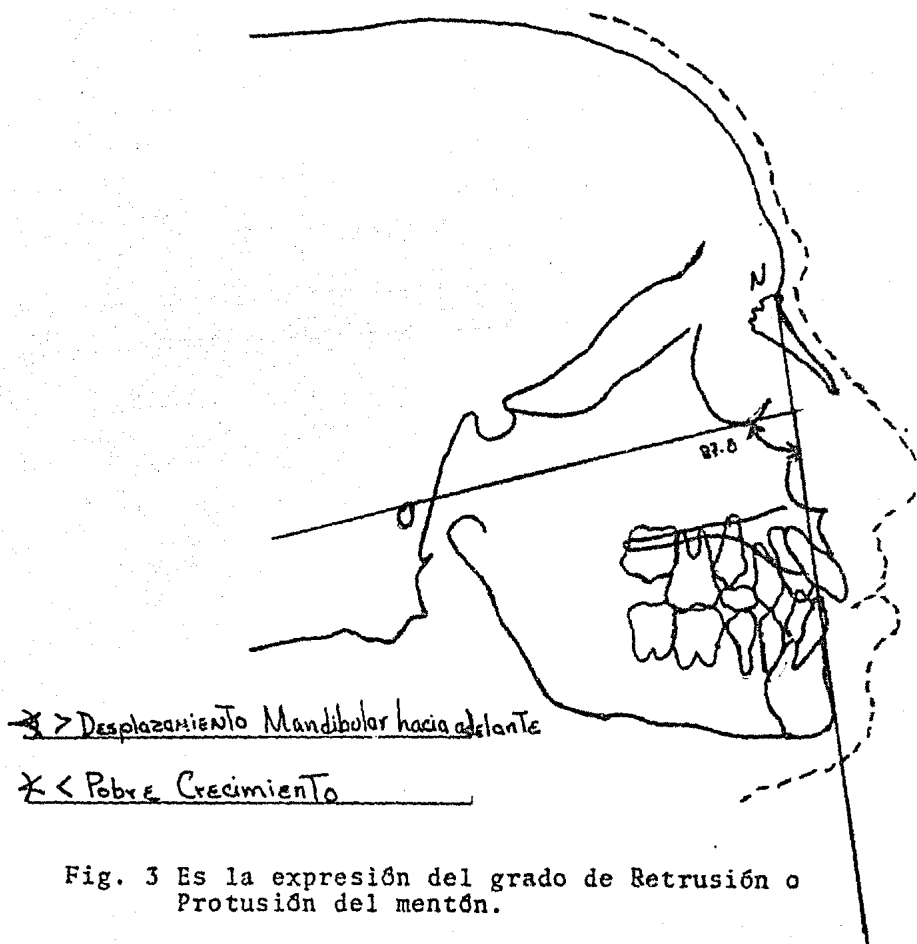 N
87.8
∡ > Desplazamiento Mandibular hacia adelante
∡ < Pobre Crecimiento
Fig. 3 Es la expresión del grado de Retrusión o
Protusión del mentón.